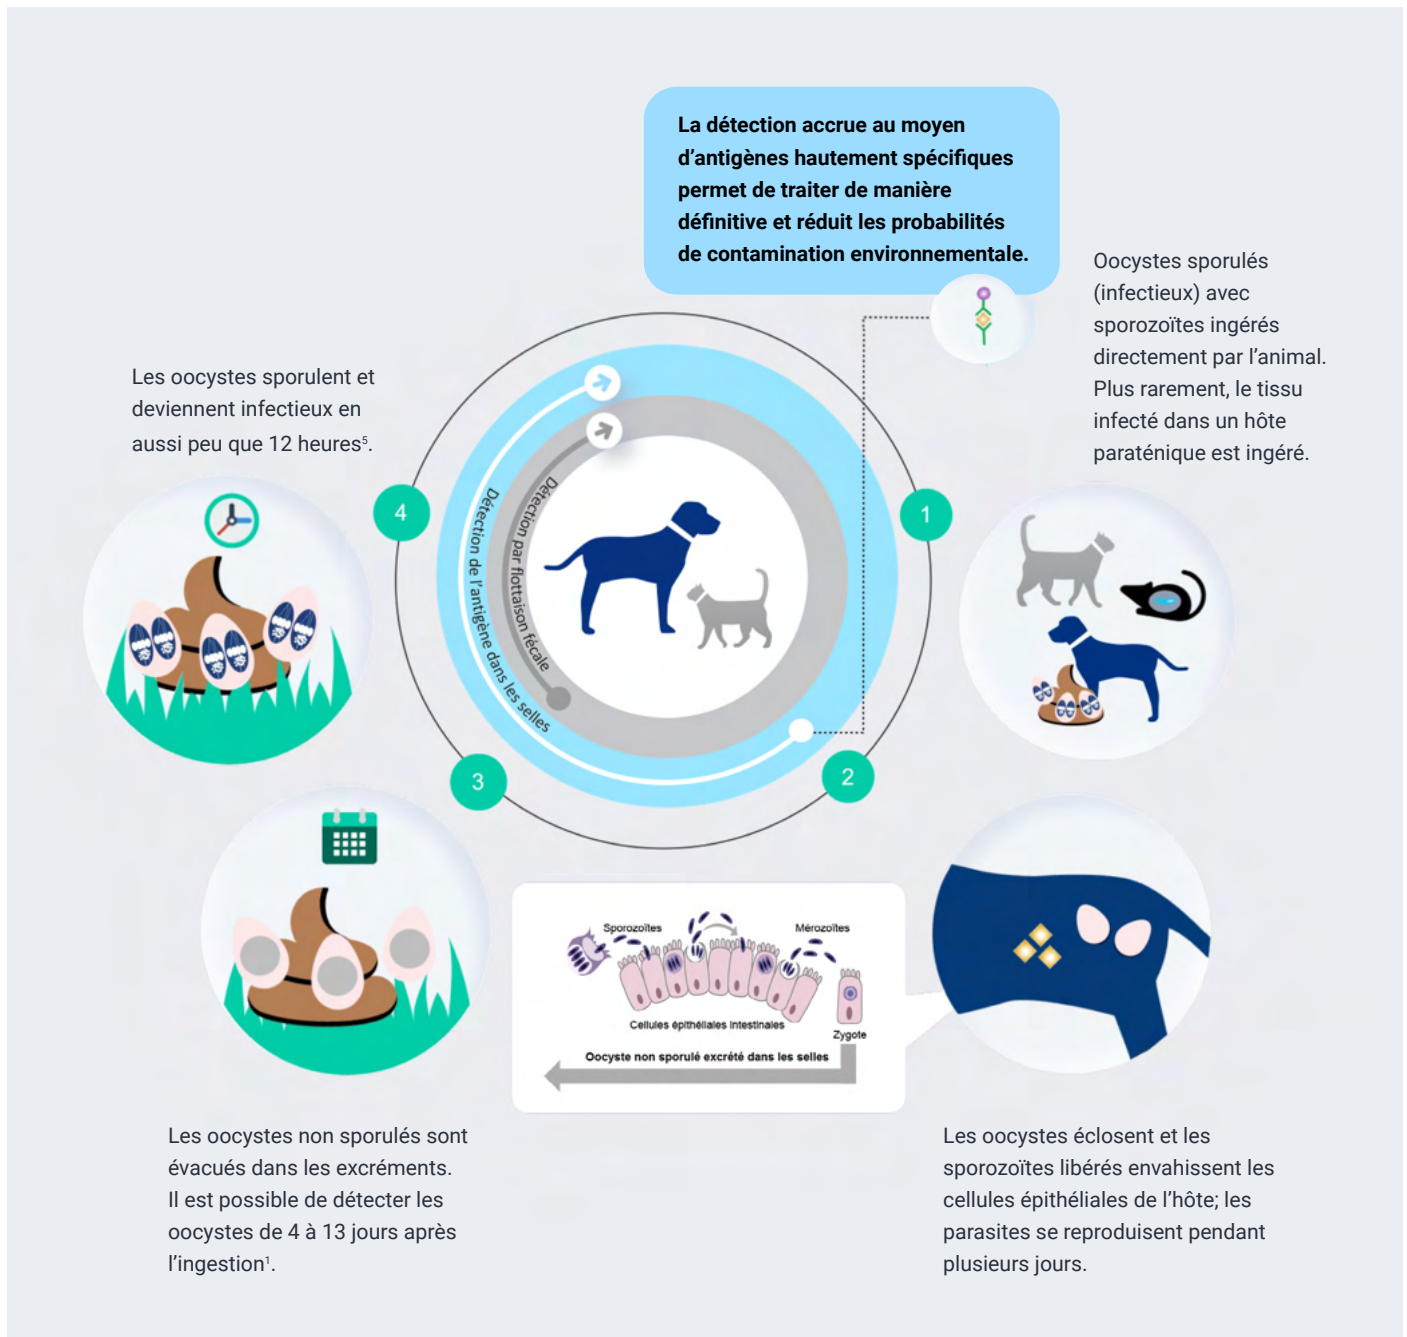 La détection accrue au moyen
d’antigènes hautement spécifiques
permet de traiter de manière
définitive et réduit les probabilités
de contamination environnementale.
Oocystes sporulés
(infectieux) avec
sporozoïtes ingérés
directement par l’animal.
Plus rarement, le tissu
infecté dans un hôte
paraténique est ingéré.
Les oocystes sporulent et
deviennent infectieux en
aussi peu que 12 heures⁵.
4
1
Détection de l’antigène dans les selles
Détection par flottaison fécale
3
2
Sporozoïtes
Mérozoïtes
Cellules épithéliales intestinales
Zygote
Oocyste non sporulé excrété dans les selles
Les oocystes non sporulés sont
évacués dans les excréments.
Il est possible de détecter les
oocystes de 4 à 13 jours après
l’ingestion¹.
Les oocystes éclosent et les
sporozoïtes libérés envahissent les
cellules épithéliales de l’hôte; les
parasites se reproduisent pendant
plusieurs jours.